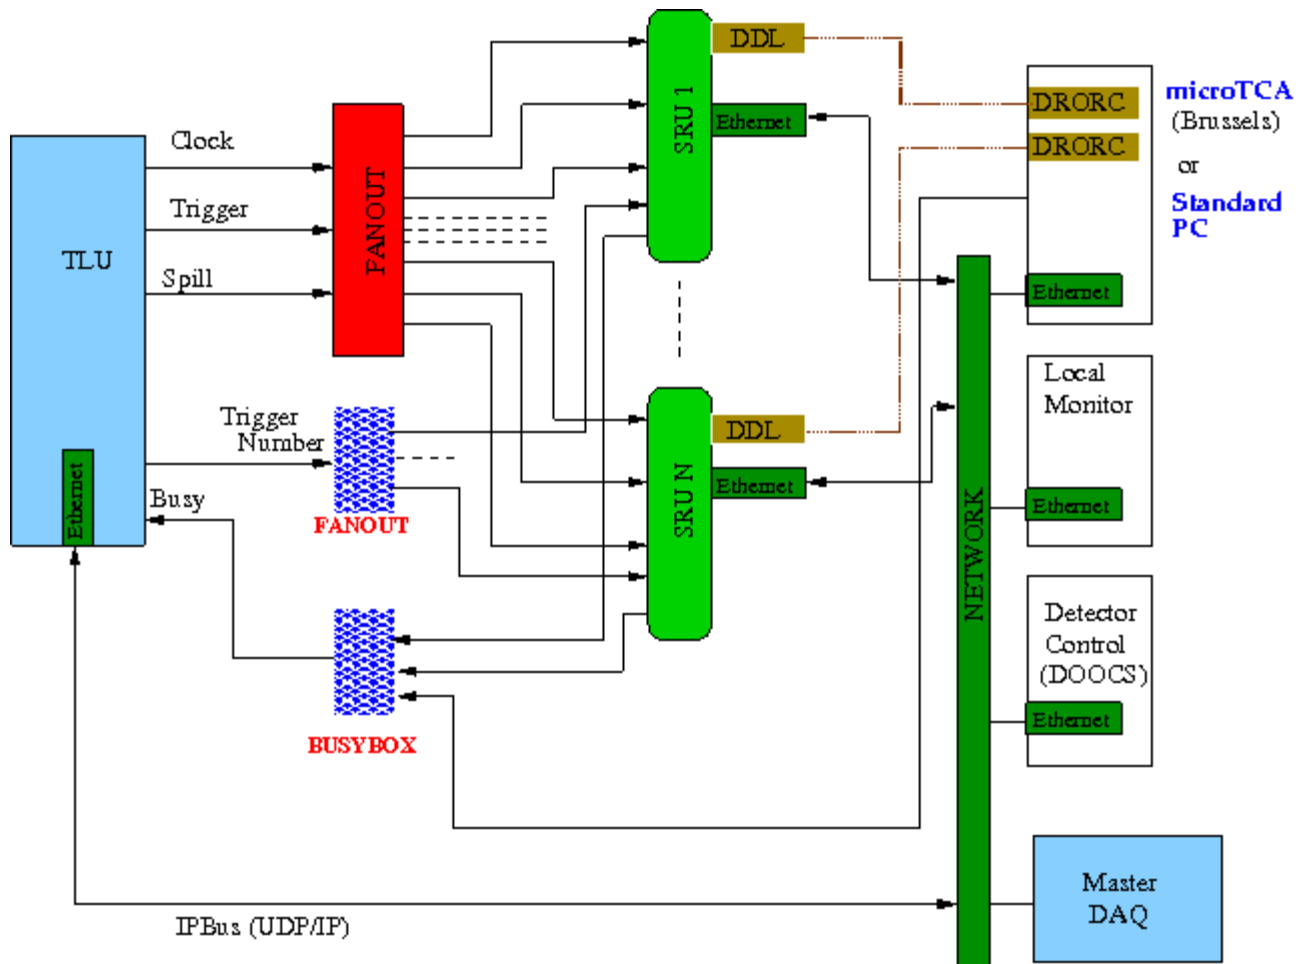 DDL
DRORC
microTCA
(Brussels)
or
Standard
PC
SRU 1
Ethernet
DRORC
Clock
Trigger
Spill
TLU
FANOUT
Ethernet
Local
Monitor
Trigger
Number
FANOUT
DDL
Ethernet
SRU N
Ethernet
Busy
Ethernet
NETWORK
Detector
Control
(DOOCS)
Ethernet
BUSYBOX
Master
DAQ
IPBus (UDP/IP)